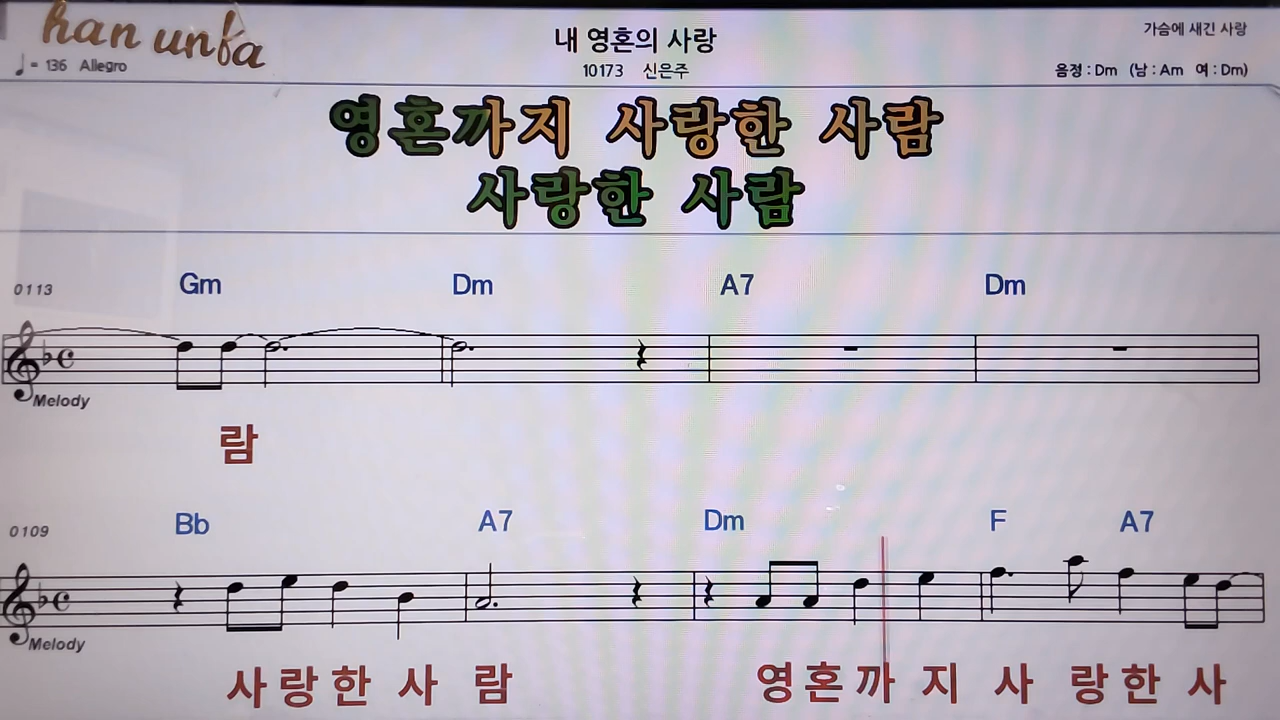 han unba
♩= 136 Allegro
내 영혼의 사랑
10173 신은주
가슴에 새긴 사랑
음정 : Dm (남 : Am 여 : Dm)
영혼까지 사랑한 사람
사랑한 사람
0113 Gm Dm A7 Dm
Melody
람
0109 Bb A7 Dm F A7
Melody
사 랑 한 사 람 영 혼 까 지 사 랑 한 사